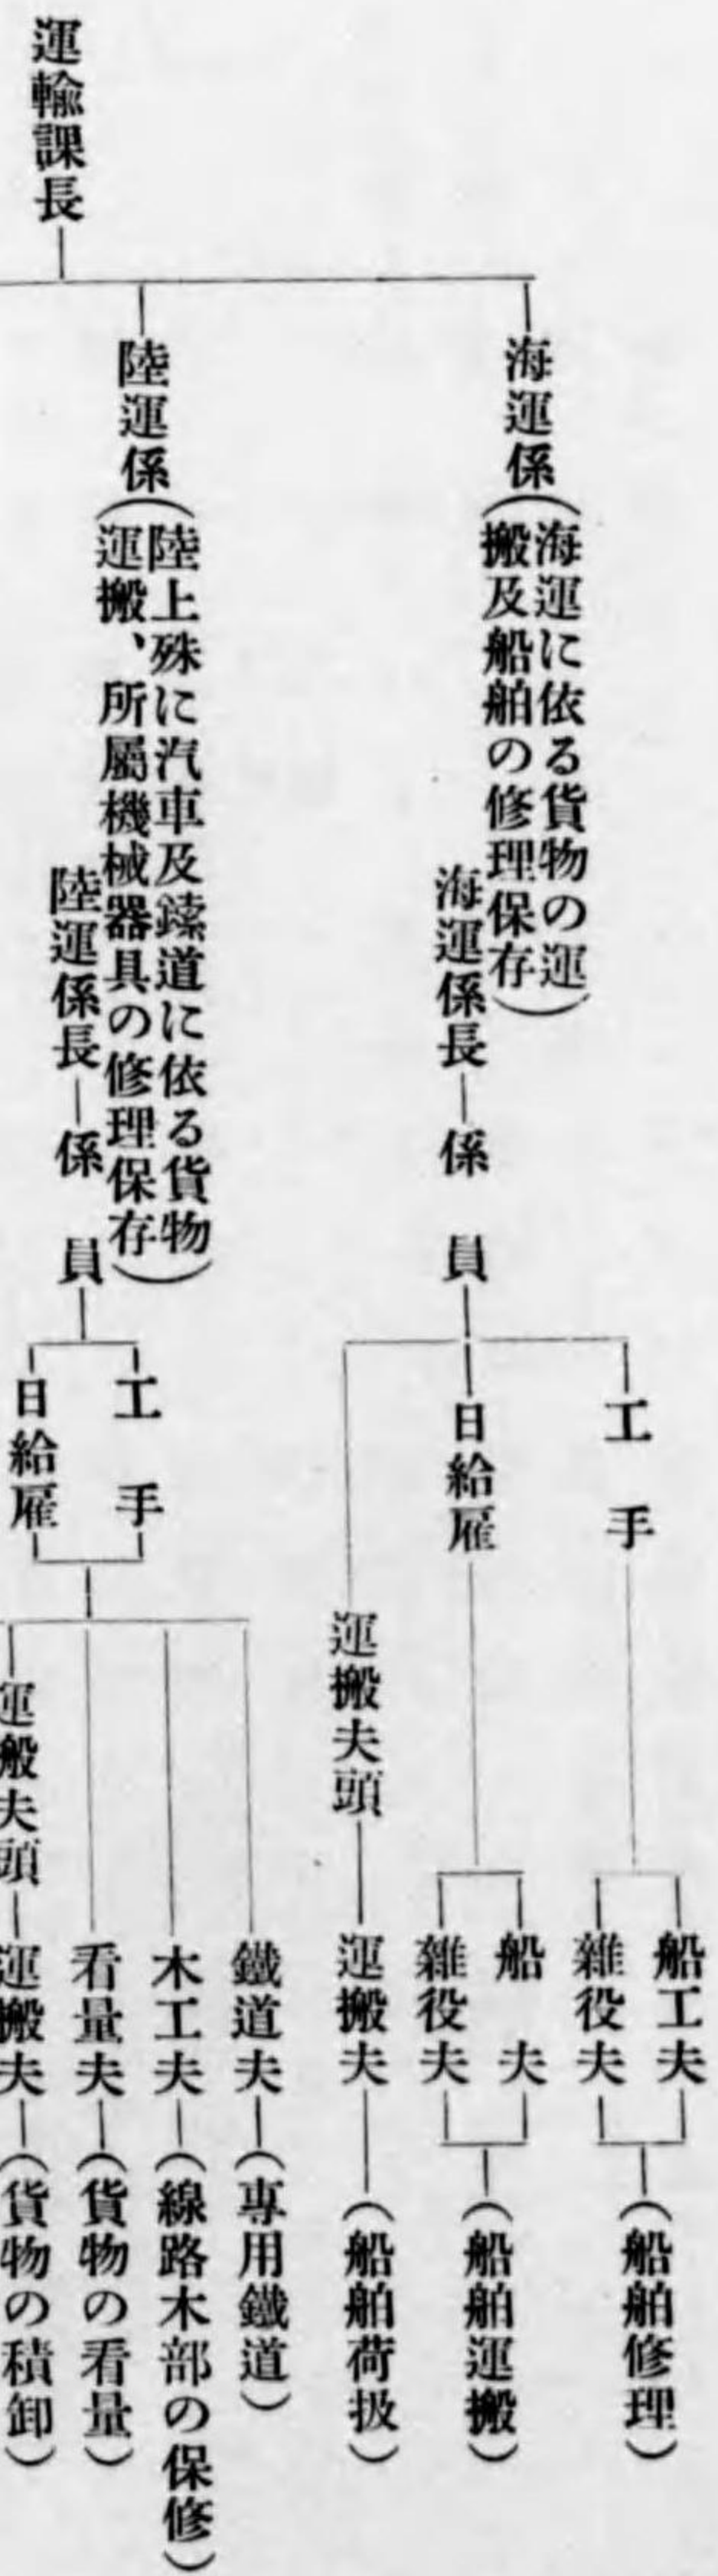 運輸課長
海運係
(海運に依る貨物の運
搬及船舶の修理保存)
海運係長―係員
工手
船工夫
雜役夫
(船舶修理)
日給雇
船夫
雜役夫
(船舶運搬)
運搬夫頭―運搬夫―(船舶荷扱)
陸運係
(陸上殊に汽車及鎍道に依る貨物
運搬、所屬機械器具の修理保存)
陸運係長―係員
工手
日給雇
鐵道夫―(專用鐵道)
木工夫―(線路木部の保修)
看量夫―(貨物の看量)
運般夫頭―運搬夫―(貨物の積卸)